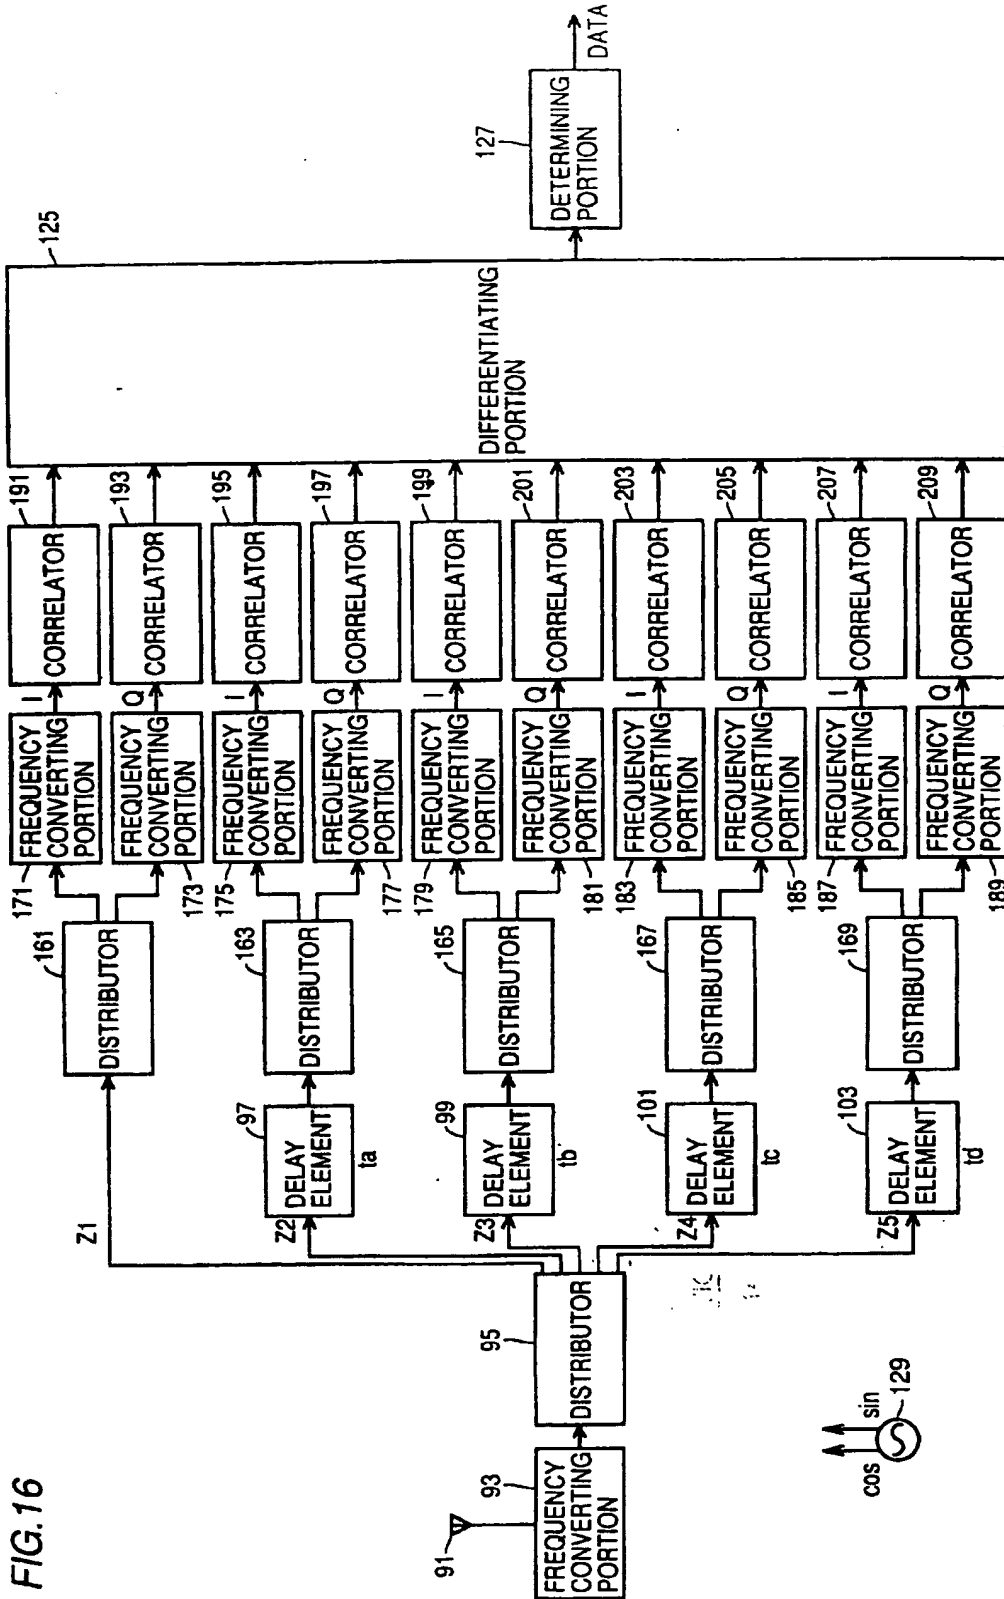 FIG.16
91
93
FREQUENCY
CONVERTING
PORTION
95
DISTRIBUTOR
cos
sin
129
Z1
161
DISTRIBUTOR
171
FREQUENCY
CONVERTING
PORTION
I
191
CORRELATOR
173
FREQUENCY
CONVERTING
PORTION
Q
193
CORRELATOR
Z2
97
DELAY
ELEMENT
ta
163
DISTRIBUTOR
175
FREQUENCY
CONVERTING
PORTION
I
195
CORRELATOR
177
FREQUENCY
CONVERTING
PORTION
Q
197
CORRELATOR
Z3
99
DELAY
ELEMENT
tb
165
DISTRIBUTOR
179
FREQUENCY
CONVERTING
PORTION
I
199
CORRELATOR
181
FREQUENCY
CONVERTING
PORTION
Q
201
CORRELATOR
Z4
101
DELAY
ELEMENT
tc
167
DISTRIBUTOR
183
FREQUENCY
CONVERTING
PORTION
I
203
CORRELATOR
185
FREQUENCY
CONVERTING
PORTION
Q
205
CORRELATOR
Z5
103
DELAY
ELEMENT
td
169
DISTRIBUTOR
187
FREQUENCY
CONVERTING
PORTION
I
207
CORRELATOR
189
FREQUENCY
CONVERTING
PORTION
Q
209
CORRELATOR
125
DIFFERENTIATING
PORTION
127
DETERMINING
PORTION
DATA